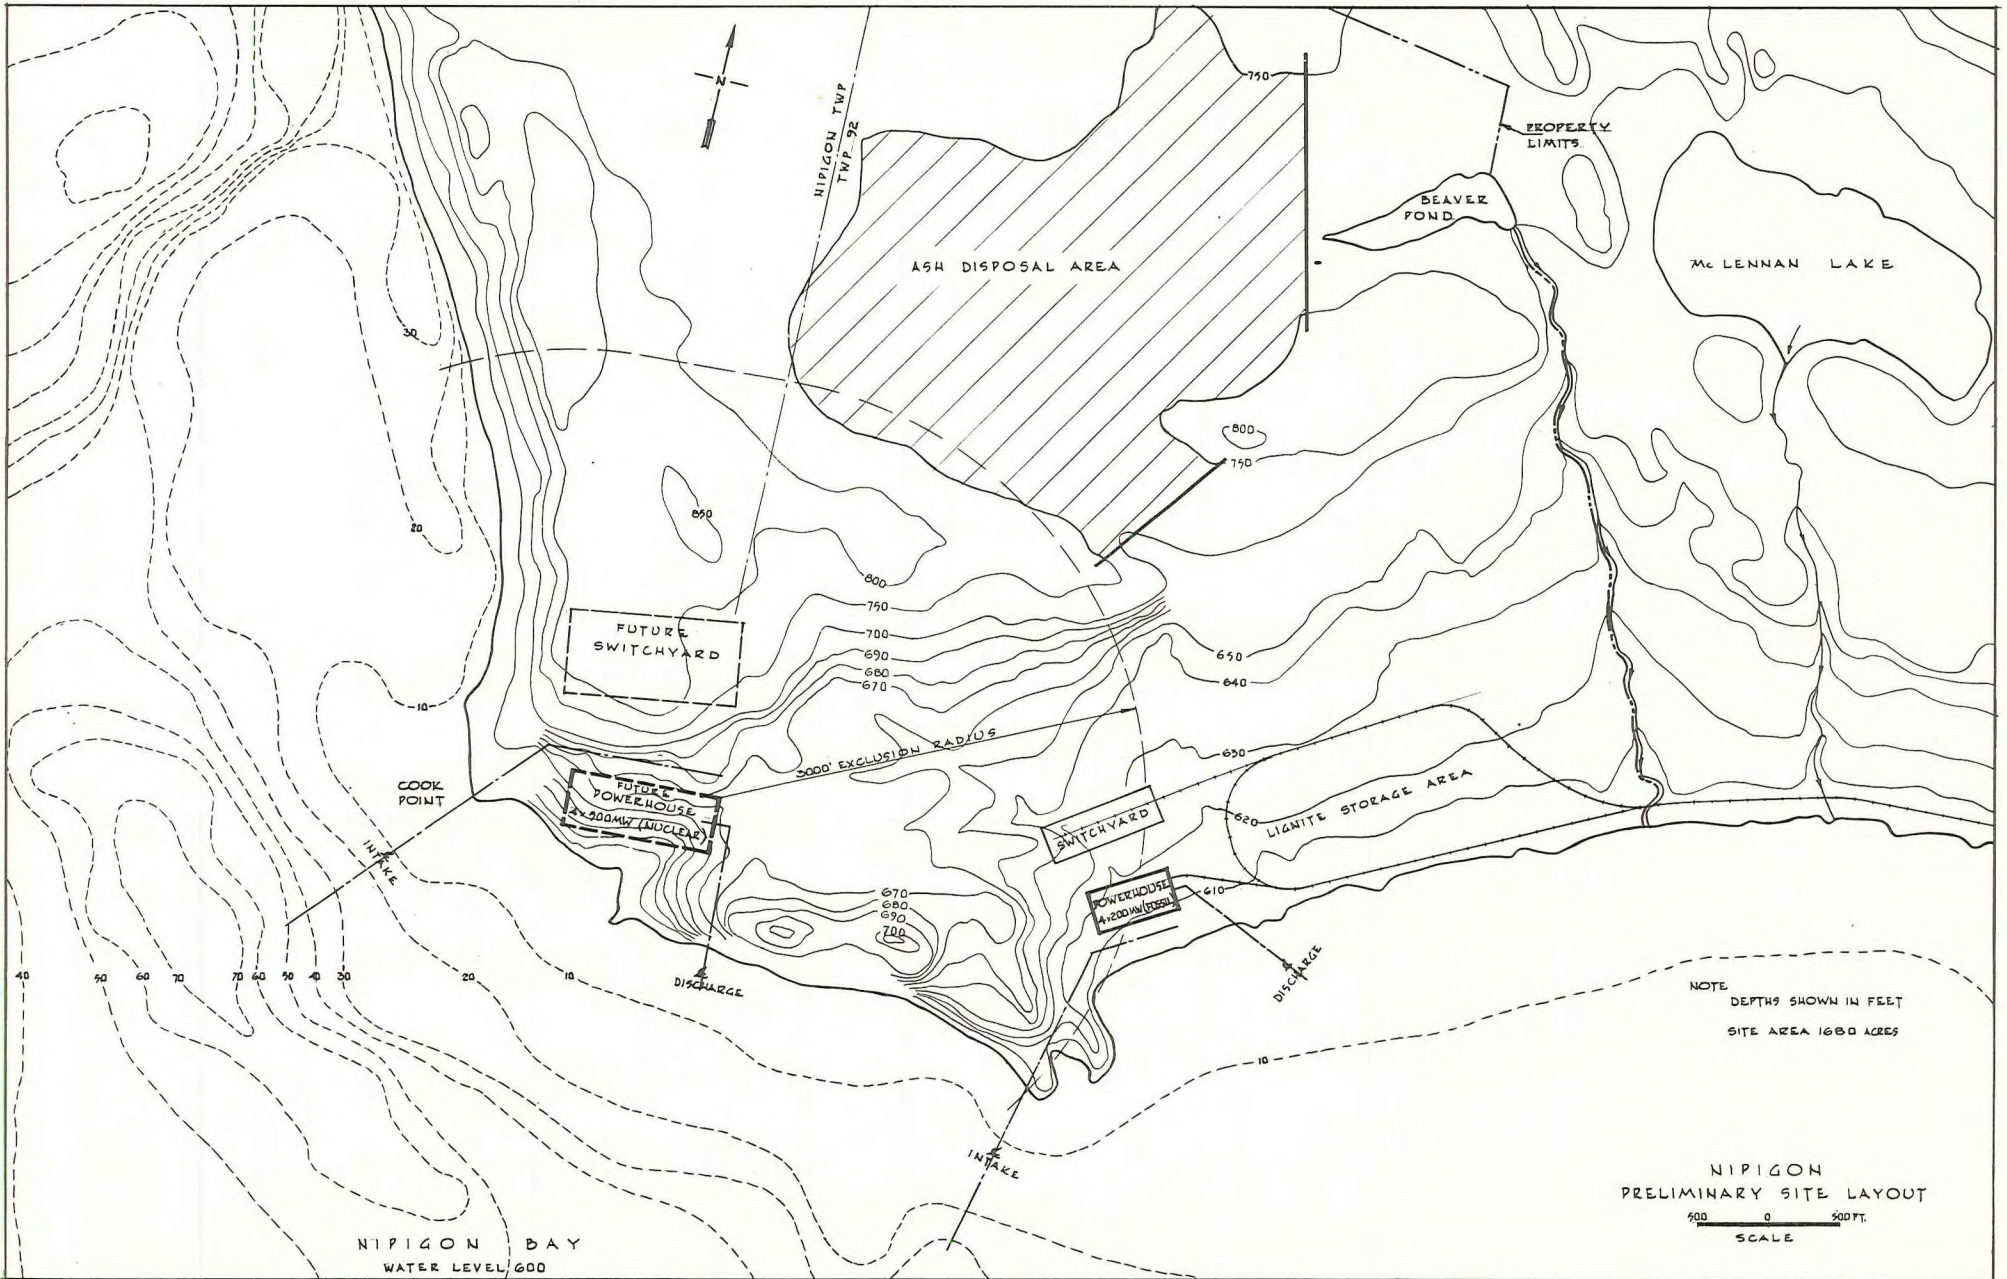 N
NIPIGON TWP
TWP 92
750
PROPERTY
LIMITS
BEAVER
POND
Mc LENNAN LAKE
ASH DISPOSAL AREA
30
800
750
850
20
800
750
700
690
680
670
FUTURE
SWITCHYARD
650
640
10
3000' EXCLUSION RADIUS
630
COOK
POINT
FUTURE
POWERHOUSE
4x500MW (NUCLEAR)
620
LIGNITE STORAGE AREA
SWITCHYARD
INTAKE
POWERHOUSE
4x200MW (FOSSIL)
610
670
680
690
700
40
50
60
70
70
60
50
40
30
20
10
DISCHARGE
DISCHARGE
NOTE
DEPTHS SHOWN IN FEET
SITE AREA 1680 ACRES
10
INTAKE
NIPIGON
PRELIMINARY SITE LAYOUT
500 0 500 FT.
SCALE
NIPIGON BAY
WATER LEVEL 600